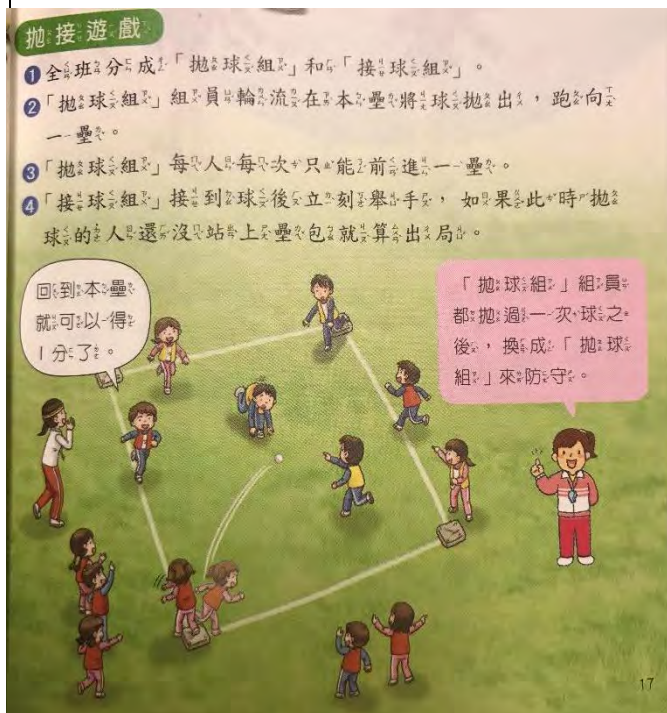 拋接遊戲
❶全班分成「拋球組」和「接球組」。
❷「拋球組」組員輪流在本壘將球拋出，跑向
一壘。
❸「拋球組」每人每次只能前進一壘。
❹「接球組」接到球後立刻舉手，如果此時拋
球的人還沒站上壘包就算出局。
回到本壘
就可以得
1分了。
「拋球組」組員
都拋過一次球之
後，換成「拋球
組」來防守。
17